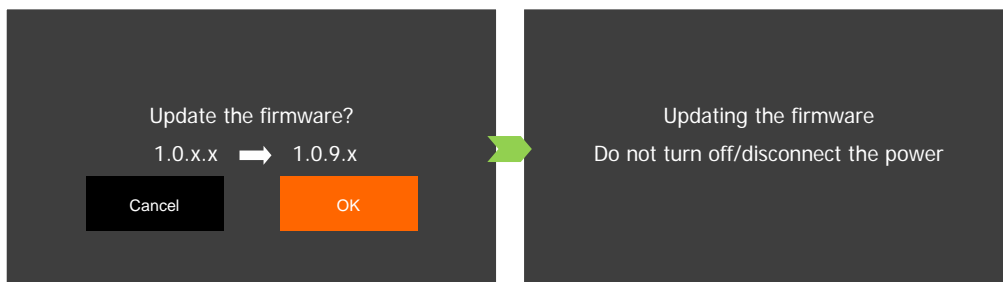 Update the firmware?
1.0.x.x 1.0.9.x
Cancel OK
Updating the firmware
Do not turn off/disconnect the power